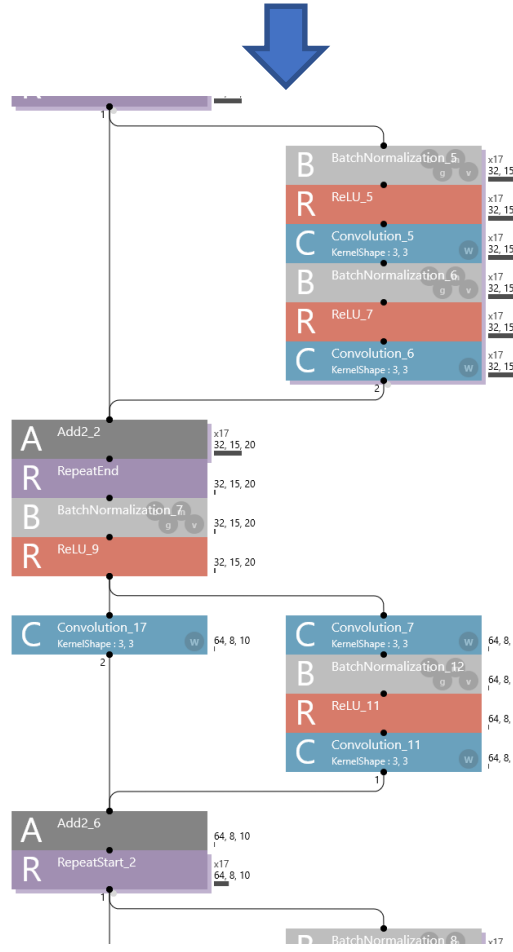 1
B BatchNormalization_5 x17
g v 32, 15
R ReLU_5 x17
32, 15
C Convolution_5 x17
KernelShape : 3, 3 W 32, 15
B BatchNormalization_6 x17
g v 32, 15
R ReLU_7 x17
32, 15
C Convolution_6 x17
KernelShape : 3, 3 W 32, 15
2
A Add2_2 x17
32, 15, 20
R RepeatEnd
32, 15, 20
B BatchNormalization_7
g v 32, 15, 20
R ReLU_9
32, 15, 20
C Convolution_17
KernelShape : 3, 3 W 64, 8, 10
2
C Convolution_7
KernelShape : 3, 3 W 64, 8,
B BatchNormalization_12
g v 64, 8,
R ReLU_11
64, 8,
C Convolution_11
KernelShape : 3, 3 W 64, 8,
1
A Add2_6
64, 8, 10
R RepeatStart_2 x17
64, 8, 10
1
B BatchNormalization_8 x17